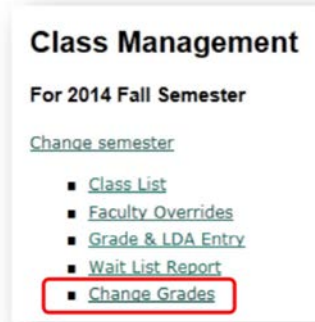 Class Management
For 2014 Fall Semester
Change semester
Class List
Faculty Overrides
Grade & LDA Entry
Wait List Report
Change Grades